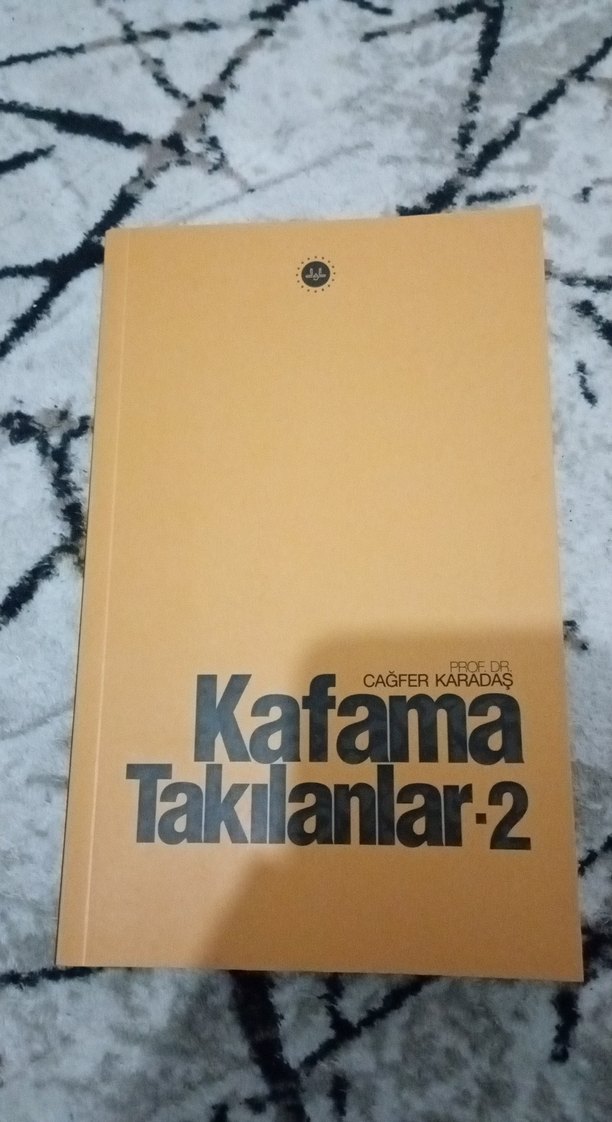 PROF. DR.
CAĞFER KARADAŞ
Kafama
Takılanlar-2